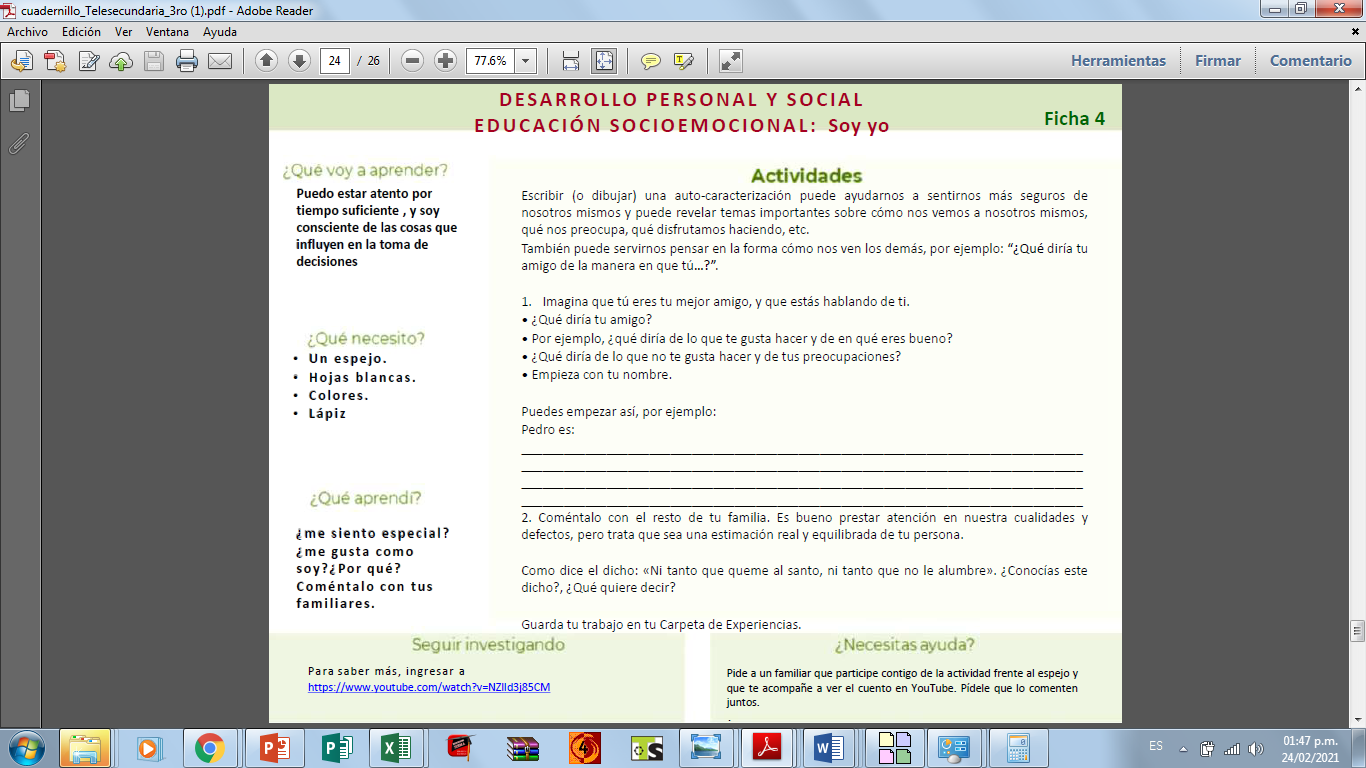 cuadernillo_Telesecundaria_3ro (1).pdf - Adobe Reader
Archivo Edición Ver Ventana Ayuda
24 / 26 77.6% Herramientas Firmar Comentario
DESARROLLO PERSONAL Y SOCIAL
EDUCACIÓN SOCIOEMOCIONAL: Soy yo
Ficha 4
¿Qué voy a aprender?
Puedo estar atento por
tiempo suficiente , y soy
consciente de las cosas que
influyen en la toma de
decisiones
¿Qué necesito?
• Un espejo.
• Hojas blancas.
• Colores.
• Lápiz
¿Qué aprendí?
¿me siento especial?
¿me gusta como
soy?¿Por qué?
Coméntalo con tus
familiares.
Actividades
Escribir (o dibujar) una auto-caracterización puede ayudarnos a sentirnos más seguros de
nosotros mismos y puede revelar temas importantes sobre cómo nos vemos a nosotros mismos,
qué nos preocupa, qué disfrutamos haciendo, etc.
También puede servirnos pensar en la forma cómo nos ven los demás, por ejemplo: “¿Qué diría tu
amigo de la manera en que tú…?”.
1. Imagina que tú eres tu mejor amigo, y que estás hablando de ti.
• ¿Qué diría tu amigo?
• Por ejemplo, ¿qué diría de lo que te gusta hacer y de en qué eres bueno?
• ¿Qué diría de lo que no te gusta hacer y de tus preocupaciones?
• Empieza con tu nombre.
Puedes empezar así, por ejemplo:
Pedro es:
2. Coméntalo con el resto de tu familia. Es bueno prestar atención en nuestra cualidades y
defectos, pero trata que sea una estimación real y equilibrada de tu persona.
Como dice el dicho: «Ni tanto que queme al santo, ni tanto que no le alumbre». ¿Conocías este
dicho?, ¿Qué quiere decir?
Guarda tu trabajo en tu Carpeta de Experiencias.
Seguir investigando
Para saber más, ingresar a
https://www.youtube.com/watch?v=NZlld3j85CM
¿Necesitas ayuda?
Pide a un familiar que participe contigo de la actividad frente al espejo y
que te acompañe a ver el cuento en YouTube. Pídele que lo comenten
juntos.
.
ES
01:47 p.m.
24/02/2021